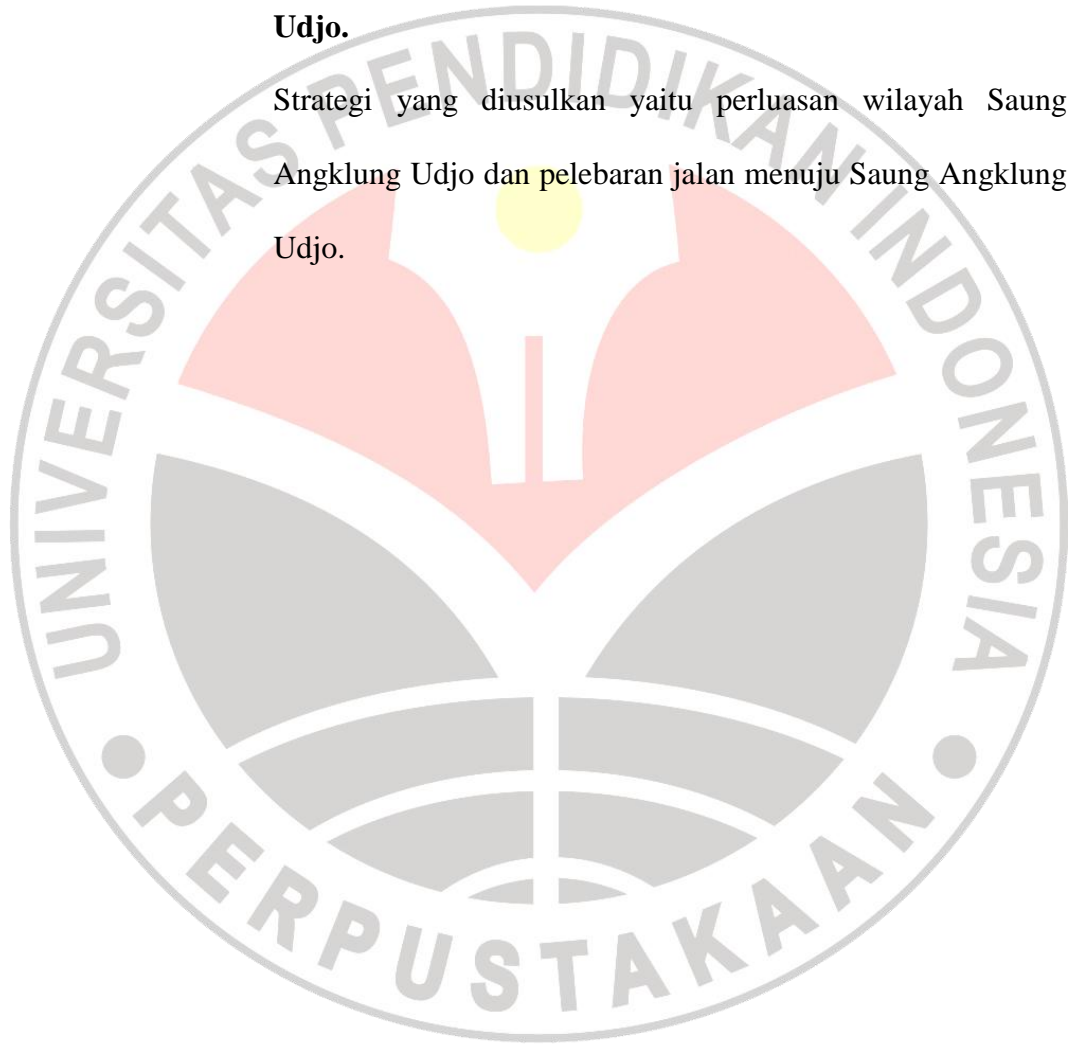 Udjo.
Strategi yang diusulkan yaitu perluasan wilayah Saung
Angklung Udjo dan pelebaran jalan menuju Saung Angklung
Udjo.
UNIVERSITAS PENDIDIKAN INDONESIA
PERPUSTAKAAN